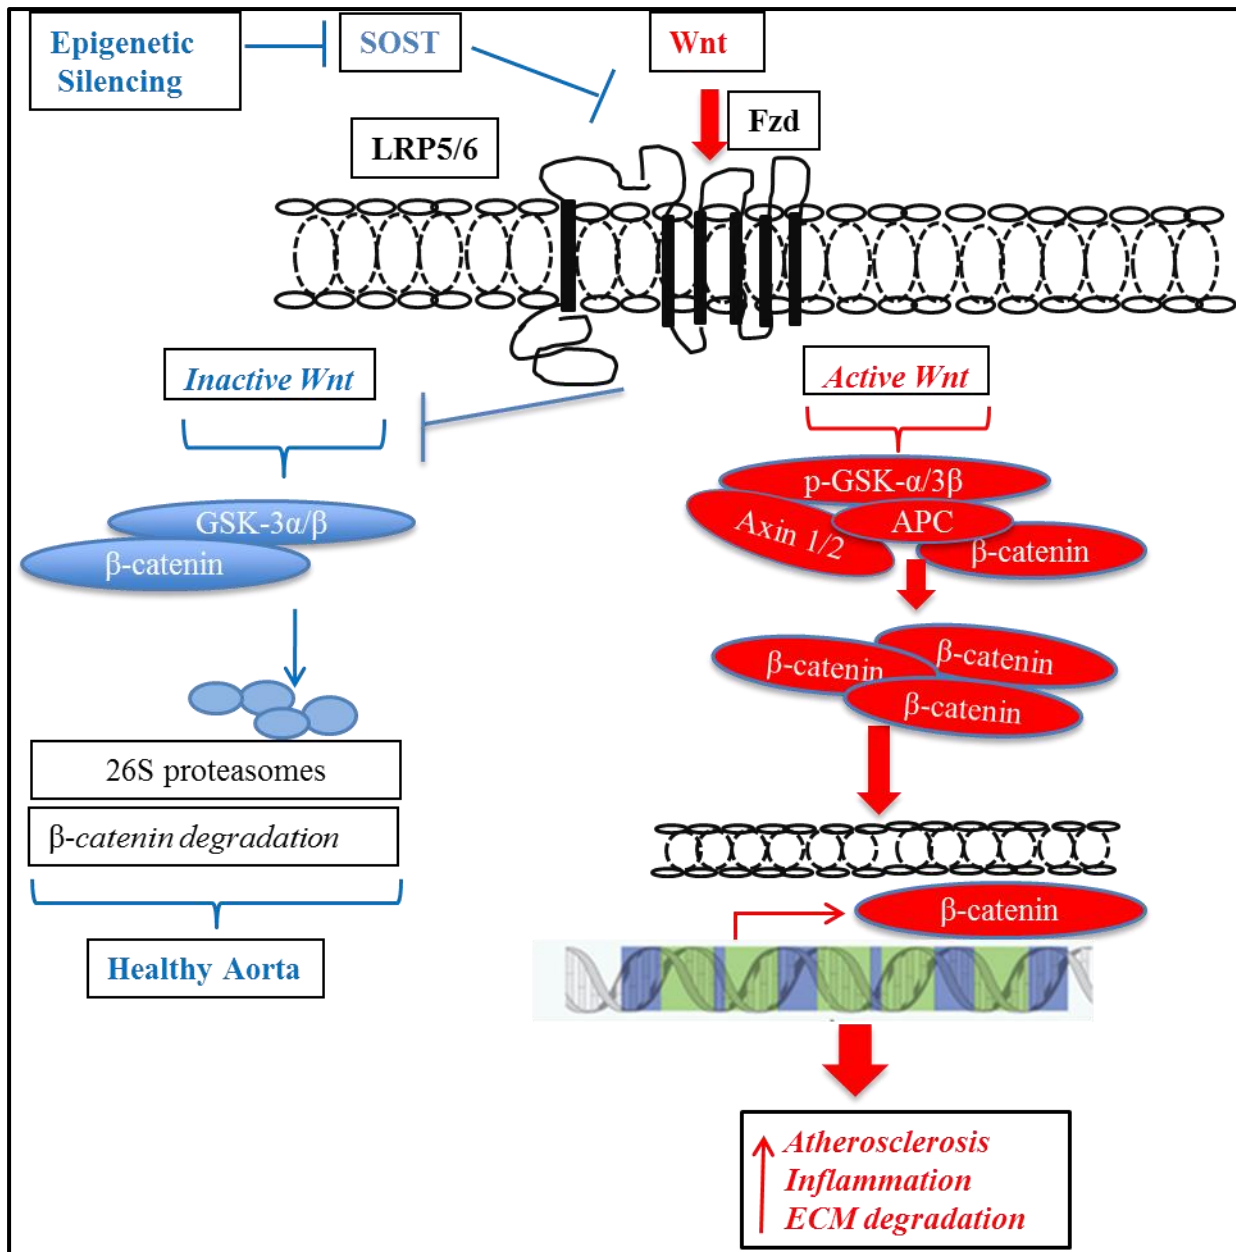 Epigenetic
Silencing
SOST
Wnt
Fzd
LRP5/6
Inactive Wnt
Active Wnt
GSK-3α/β
β-catenin
p-GSK-α/3β
Axin 1/2
APC
β-catenin
β-catenin
β-catenin
β-catenin
26S proteasomes
β-catenin degradation
Healthy Aorta
β-catenin
Atherosclerosis
Inflammation
ECM degradation